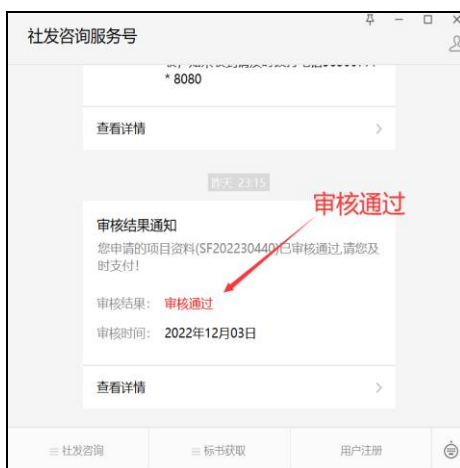 社发咨询服务号
* 8080
查看详情
昨天 23:15
审核通过
审核结果通知
您申请的项目资料(SF202230440)已审核通过,请您及
时支付!
审核结果: 审核通过
审核时间: 2022年12月03日
查看详情
社发咨询 标书获取 用户注册